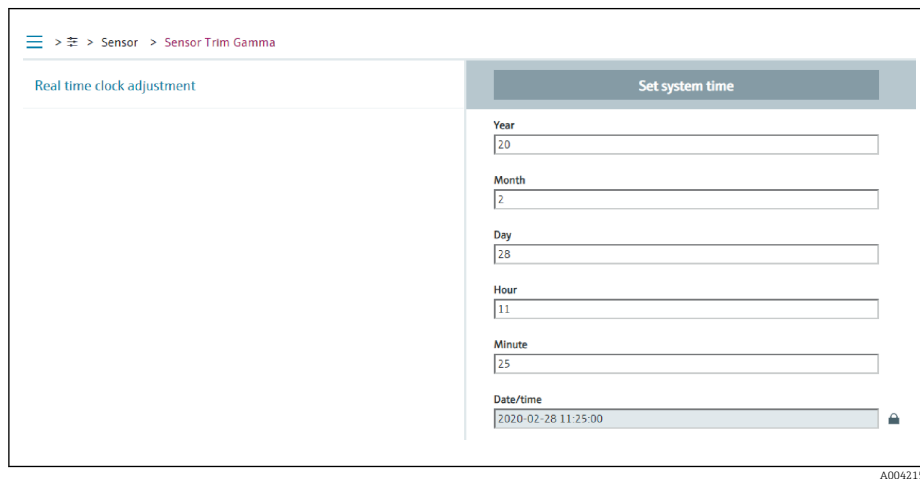 > > Sensor > Sensor Trim Gamma
Real time clock adjustment
Set system time
Year
20
Month
2
Day
28
Hour
11
Minute
25
Date/time
2020-02-28 11:25:00